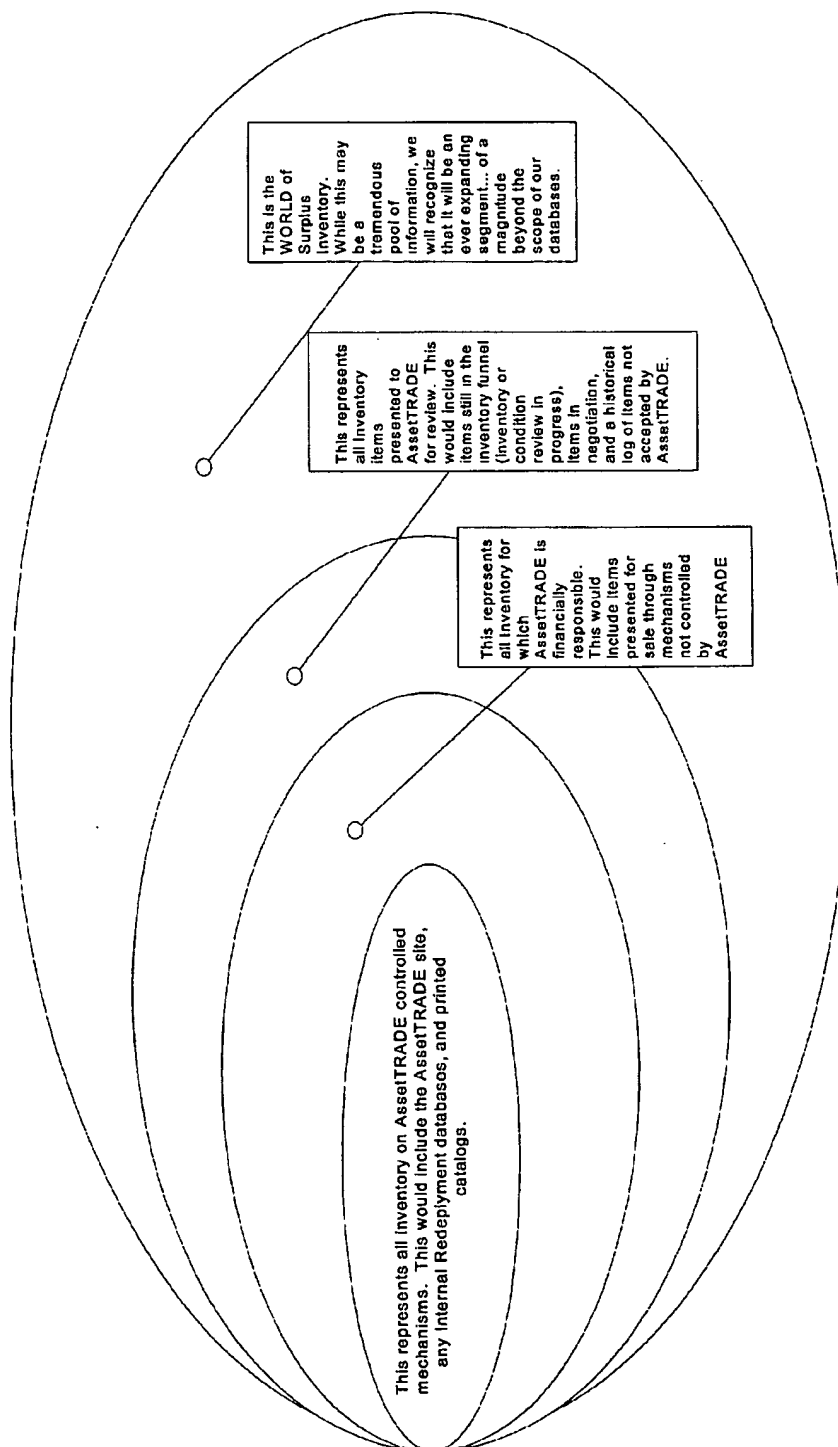 This is the
WORLD of
Surplus
Inventory.
While this may
be a
tremendous
pool of
information, we
will recognize
that it will be an
ever expanding
segment... of a
magnitude
beyond the
scope of our
databases.
This represents
all Inventory
items
presented to
AssetTRADE
for review. This
would include
items still in the
inventory funnel
(inventory or
condition
review in
progress),
items in
negotiation,
and a historical
log of items not
accepted by
AssetTRADE.
This represents
all Inventory for
which
AssetTRADE is
financially
responsible.
This would
include items
presented for
sale through
mechanisms
not controlled
by
AssetTRADE
This represents all inventory on AssetTRADE controlled
mechanisms. This would include the AssetTRADE site,
any Internal Redeplyment databasos, and printed
catalogs.